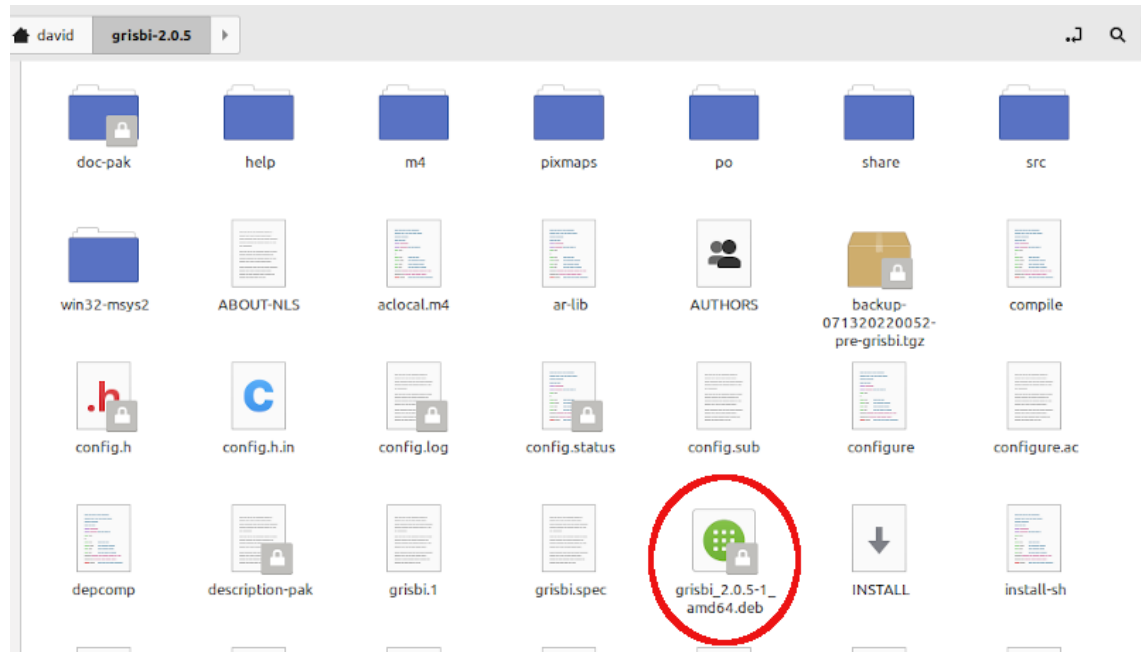 david grisbi-2.0.5
doc-pak help m4 pixmaps po share src
win32-msys2 ABOUT-NLS aclocal.m4 ar-lib AUTHORS backup- compile
071320220052-
pre-grisbi.tgz
.h C
config.h config.h.in config.log config.status config.sub configure configure.ac
depcomp description-pak grisbi.1 grisbi.spec grisbi_2.0.5-1_ INSTALL install-sh
amd64.deb